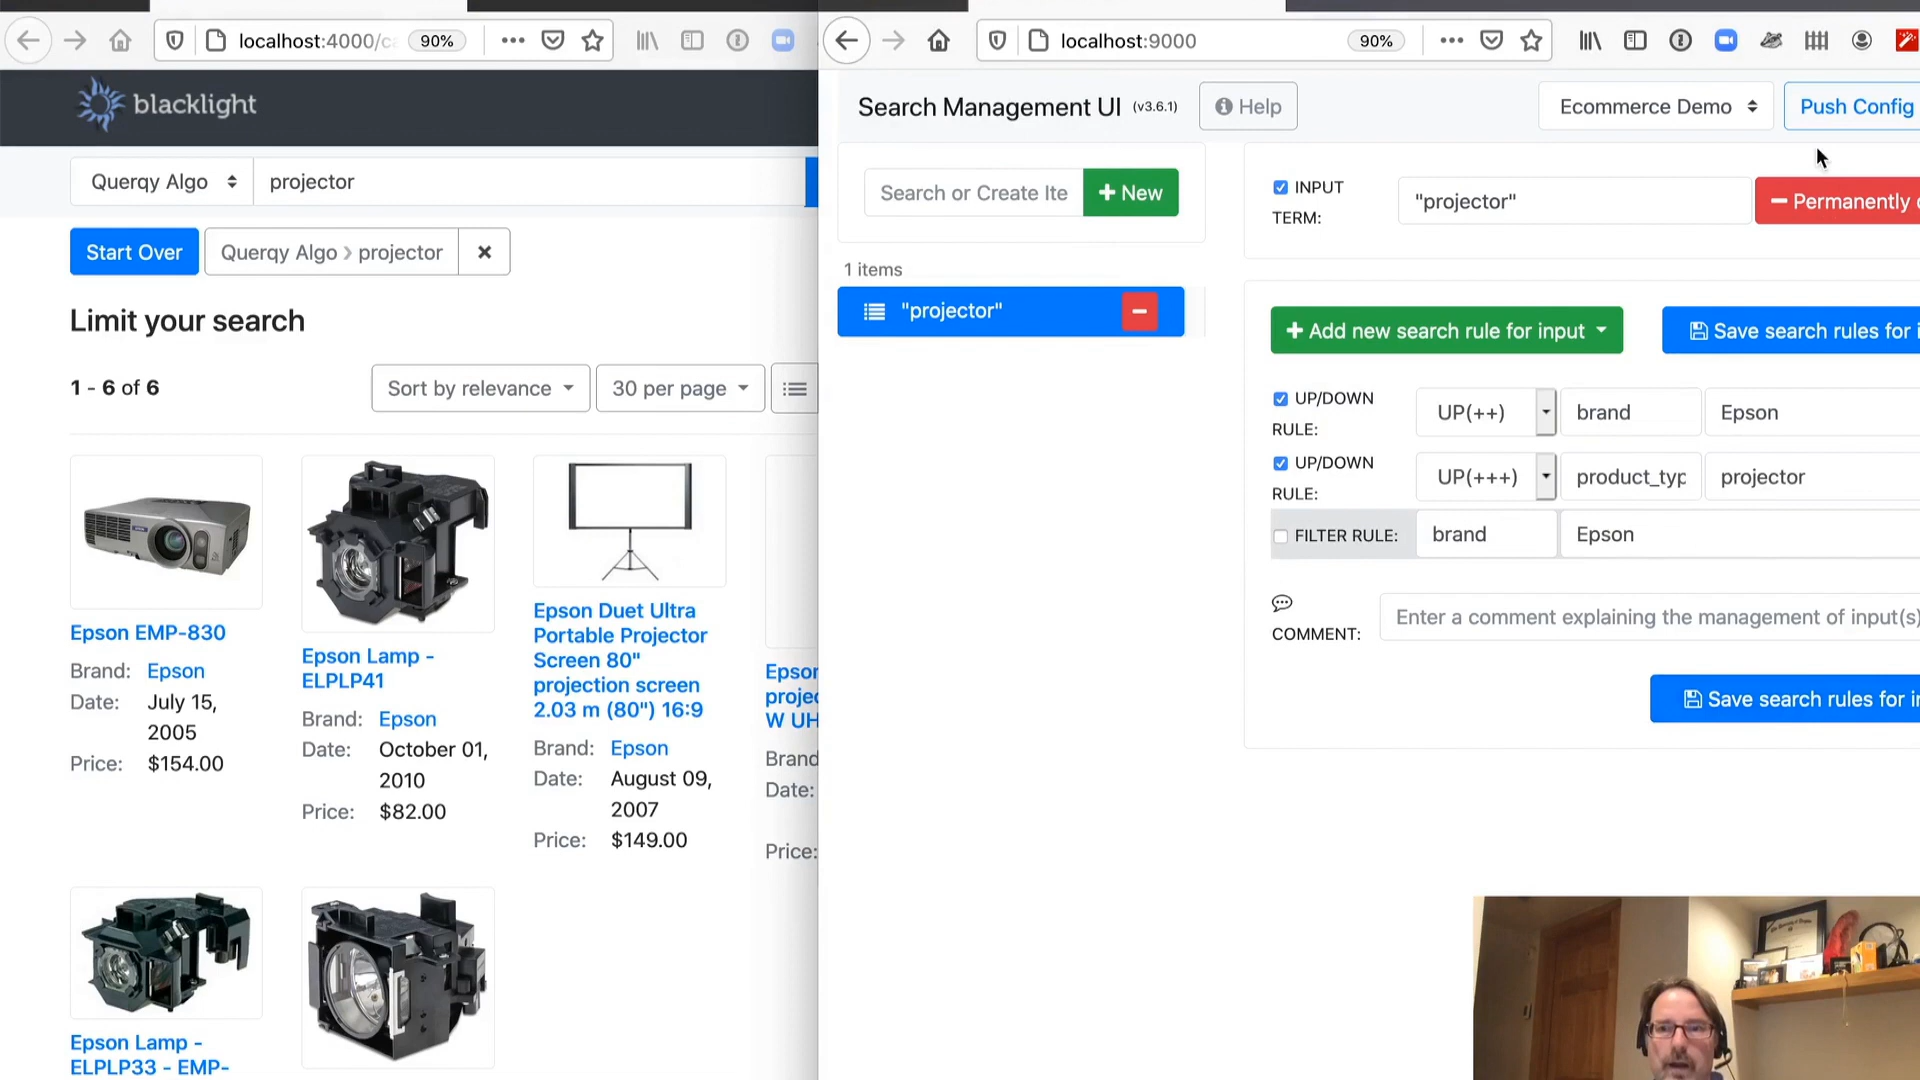 localhost:4000/ca
90%
blacklight
Querqy Algo
projector
Start Over
Querqy Algo > projector
×
Limit your search
1 - 6 of 6
Sort by relevance
30 per page
Epson EMP-830
Brand: Epson
Date: July 15,
2005
Price: $154.00
Epson Lamp -
ELPLP41
Brand: Epson
Date: October 01,
2010
Price: $82.00
Epson Duet Ultra
Portable Projector
Screen 80"
projection screen
2.03 m (80") 16:9
Brand: Epson
Date: August 09,
2007
Price: $149.00
Epson
projec
W UH
Brand
Date:
Price:
Epson Lamp -
ELPLP33 - EMP-
localhost:9000
90%
Search Management UI (v3.6.1)
Help
Ecommerce Demo
Push Config
Search or Create Ite
+ New
1 items
"projector"
INPUT
TERM:
"projector"
Permanently
+ Add new search rule for input
Save search rules for i
UP/DOWN
RULE:
UP(++)
brand
Epson
UP/DOWN
RULE:
UP(+++)
product_typ
projector
FILTER RULE:
brand
Epson
COMMENT:
Enter a comment explaining the management of input(s)
Save search rules for i